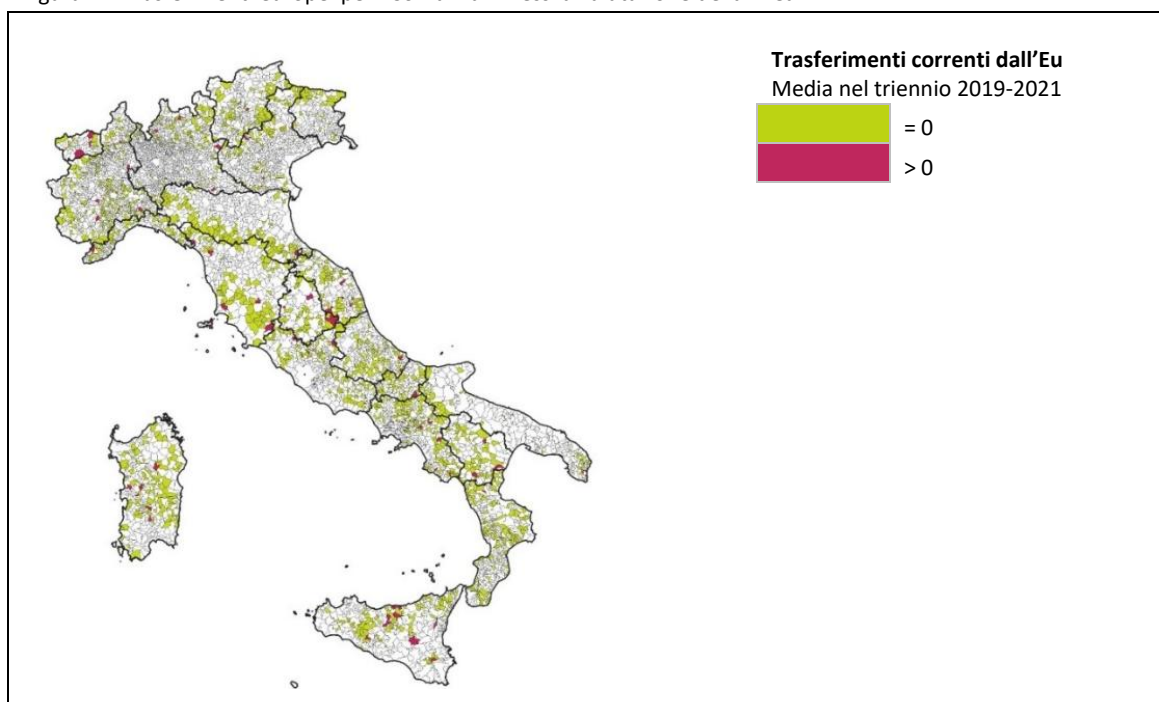 Trasferimenti correnti dall'Eu
Media nel triennio 2019-2021
= 0
> 0